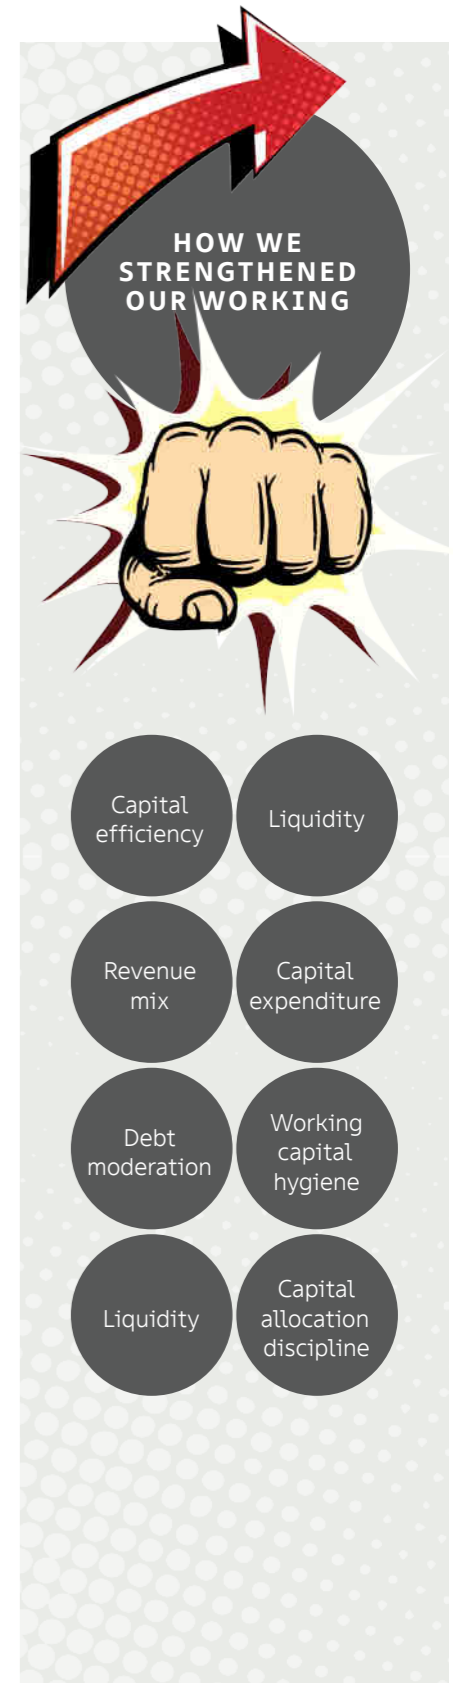 HOW WE
STRENGTHENED
OUR WORKING
Capital
efficiency
Liquidity
Revenue
mix
Capital
expenditure
Debt
moderation
Working
capital
hygiene
Liquidity
Capital
allocation
discipline